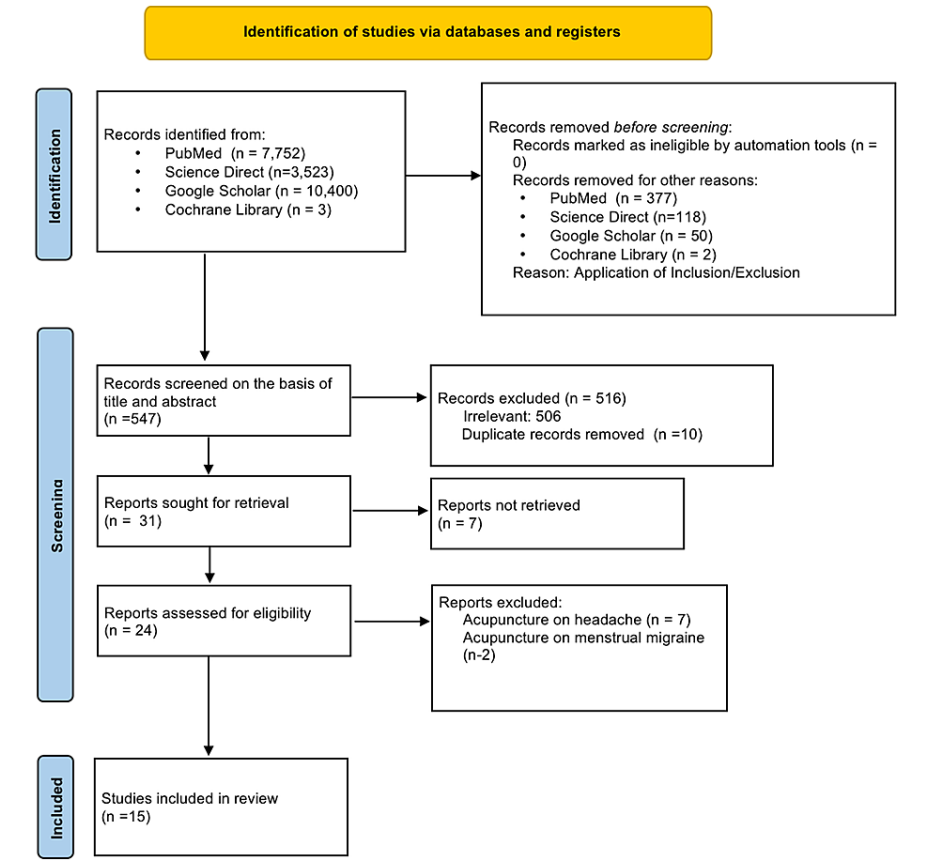 Identification of studies via databases and registers
Identification
Records identified from:
• PubMed (n = 7,752)
• Science Direct (n=3,523)
• Google Scholar (n = 10,400)
• Cochrane Library (n = 3)
Records removed before screening:
Records marked as ineligible by automation tools (n =
0)
Records removed for other reasons:
• PubMed (n = 377)
• Science Direct (n=118)
• Google Scholar (n = 50)
• Cochrane Library (n = 2)
Reason: Application of Inclusion/Exclusion
Screening
Records screened on the basis of
title and abstract
(n =547)
Records excluded (n = 516)
Irrelevant: 506
Duplicate records removed (n =10)
Reports sought for retrieval
(n = 31)
Reports not retrieved
(n = 7)
Reports assessed for eligibility
(n = 24)
Reports excluded:
Acupuncture on headache (n = 7)
Acupuncture on menstrual migraine
(n-2)
Included
Studies included in review
(n =15)